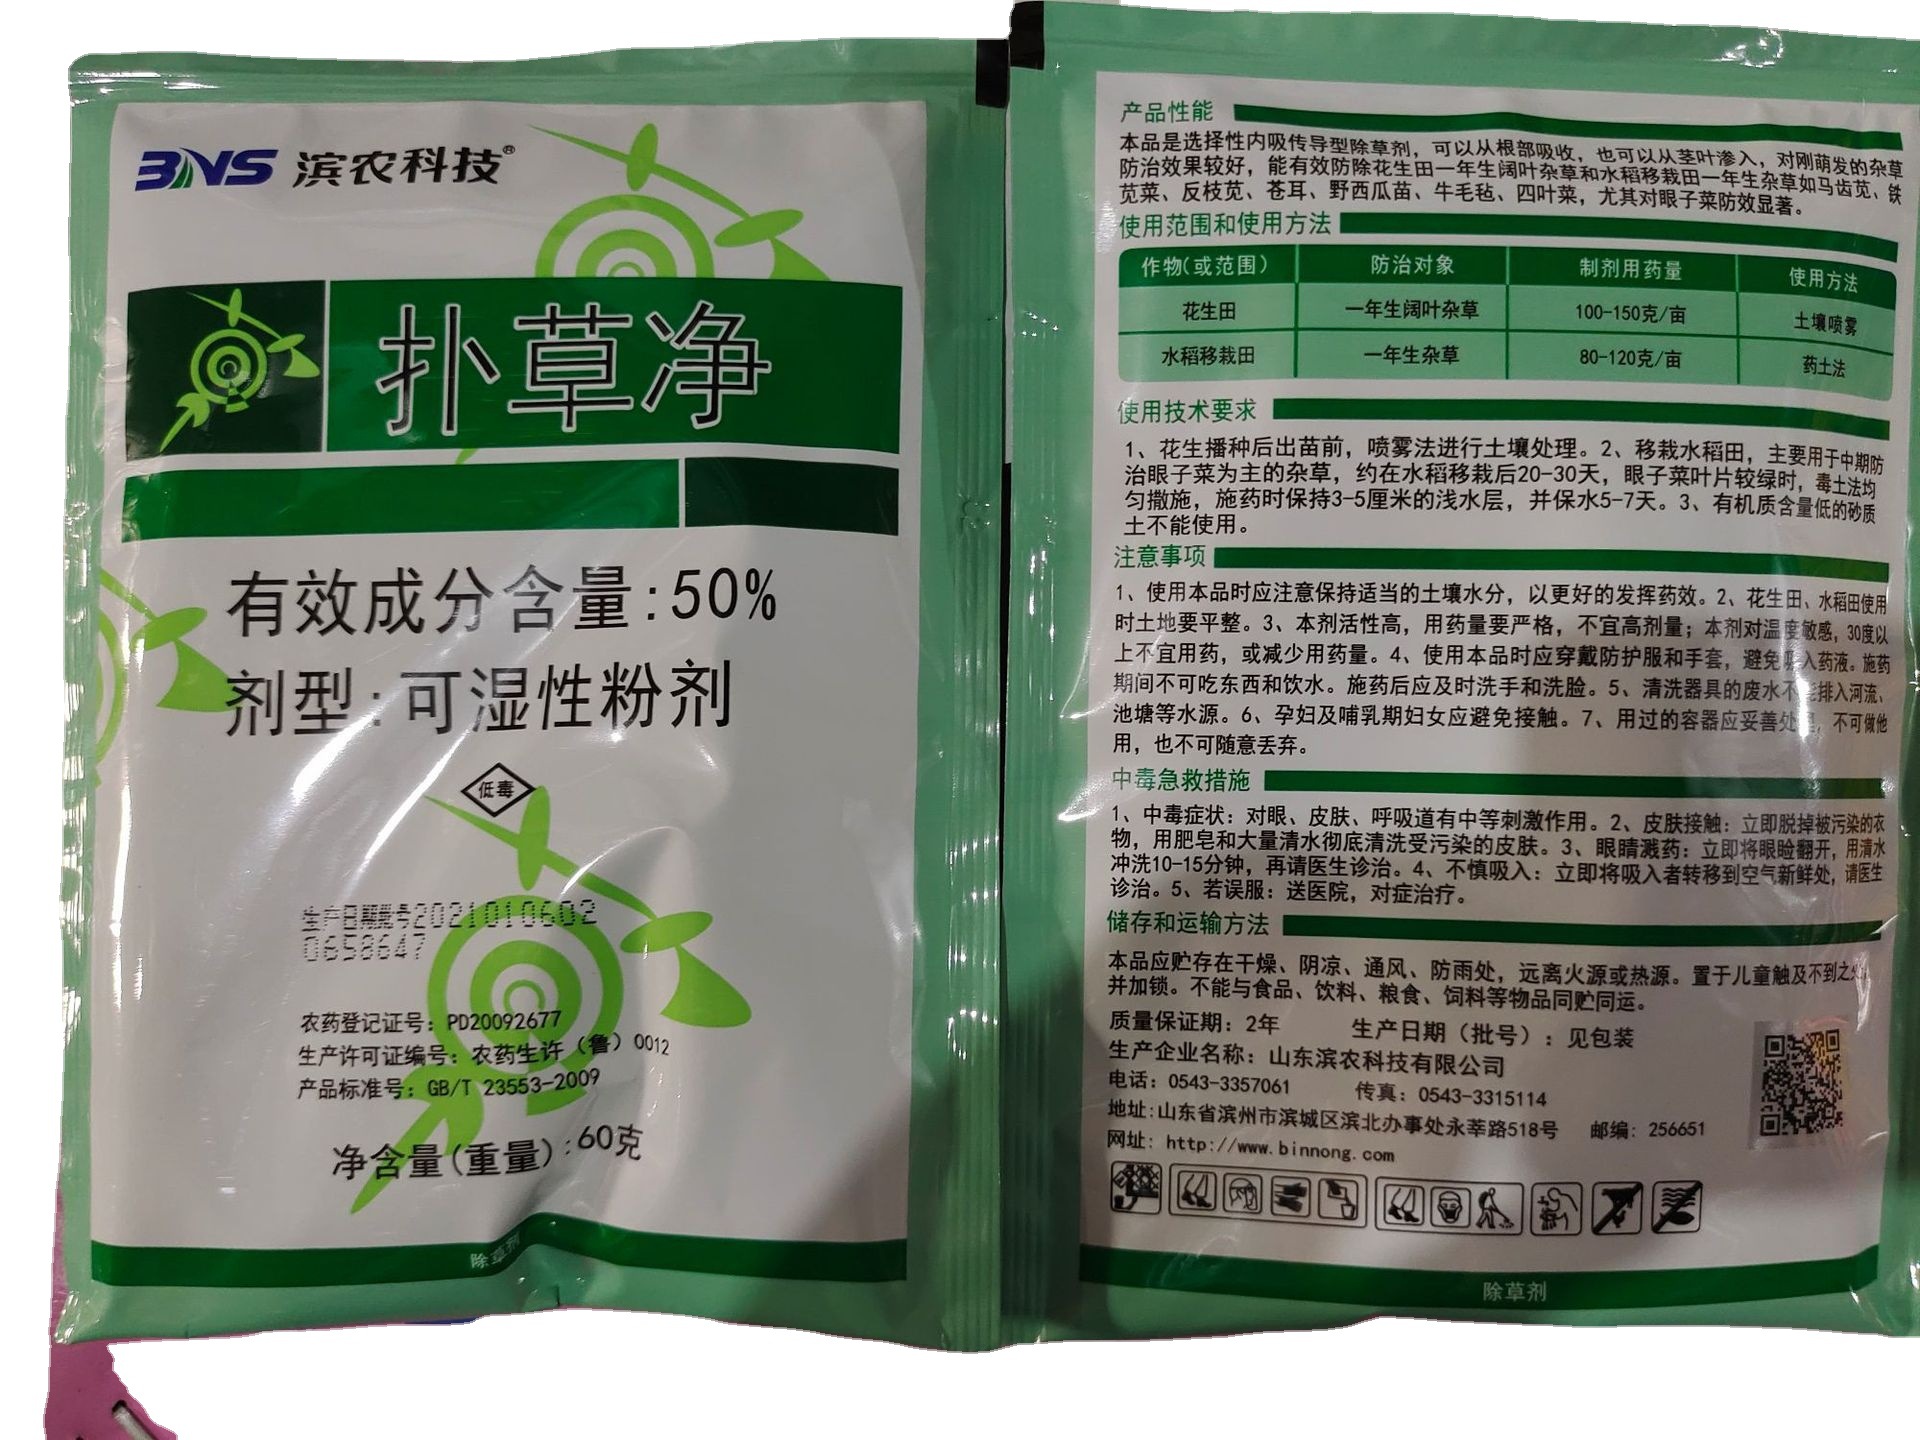 BNS 滨农科技®
扑草净
有效成分含量:50%
剂型:可湿性粉剂
低毒
生产日期批号2021010602
0658647
农药登记证号：PD20092677
生产许可证编号：农药生许（鲁）0012
产品标准号：GB/T 23553-2009
净含量(重量):60克
除草剂
产品性能
本品是选择性内吸传导型除草剂，可以从根部吸收，也可以从茎叶渗入，对刚萌发的杂草
防治效果较好，能有效防除花生田一年生阔叶杂草和水稻移栽田一年生杂草如马齿苋、铁
苋菜、反枝苋、苍耳、野西瓜苗、牛毛毡、四叶菜，尤其对眼子菜防效显著。
使用范围和使用方法
作物(或范围) 防治对象 制剂用药量 使用方法
花生田 一年生阔叶杂草 100-150克/亩 土壤喷雾
水稻移栽田 一年生杂草 80-120克/亩 药土法
使用技术要求
1、花生播种后出苗前，喷雾法进行土壤处理。2、移栽水稻田，主要用于中期防
治眼子菜为主的杂草，约在水稻移栽后20-30天，眼子菜叶片较绿时，毒土法均
匀撒施，施药时保持3-5厘米的浅水层，并保水5-7天。3、有机质含量低的砂质
土不能使用。
注意事项
1、使用本品时应注意保持适当的土壤水分，以更好的发挥药效。2、花生田、水稻田使用
时土地要平整。3、本剂活性高，用药量要严格，不宜高剂量；本剂对温度敏感，30度以
上不宜用药，或减少用药量。4、使用本品时应穿戴防护服和手套，避免吸入药液。施药
期间不可吃东西和饮水。施药后应及时洗手和洗脸。5、清洗器具的废水不能排入河流、
池塘等水源。6、孕妇及哺乳期妇女应避免接触。7、用过的容器应妥善处理，不可做他
用，也不可随意丢弃。
中毒急救措施
1、中毒症状：对眼、皮肤、呼吸道有中等刺激作用。2、皮肤接触：立即脱掉被污染的衣
物，用肥皂和大量清水彻底清洗受污染的皮肤。3、眼睛溅药：立即将眼睑翻开，用清水
冲洗10-15分钟，再请医生诊治。4、不慎吸入：立即将吸入者转移到空气新鲜处，请医生
诊治。5、若误服：送医院，对症治疗。
储存和运输方法
本品应贮存在干燥、阴凉、通风、防雨处，远离火源或热源。置于儿童触及不到之处，
并加锁。不能与食品、饮料、粮食、饲料等物品同贮同运。
质量保证期：2年 生产日期（批号）：见包装
生产企业名称：山东滨农科技有限公司
电话：0543-3357061 传真：0543-3315114
地址:山东省滨州市滨城区滨北办事处永莘路518号 邮编：256651
网址：http://www.binnong.com
除草剂